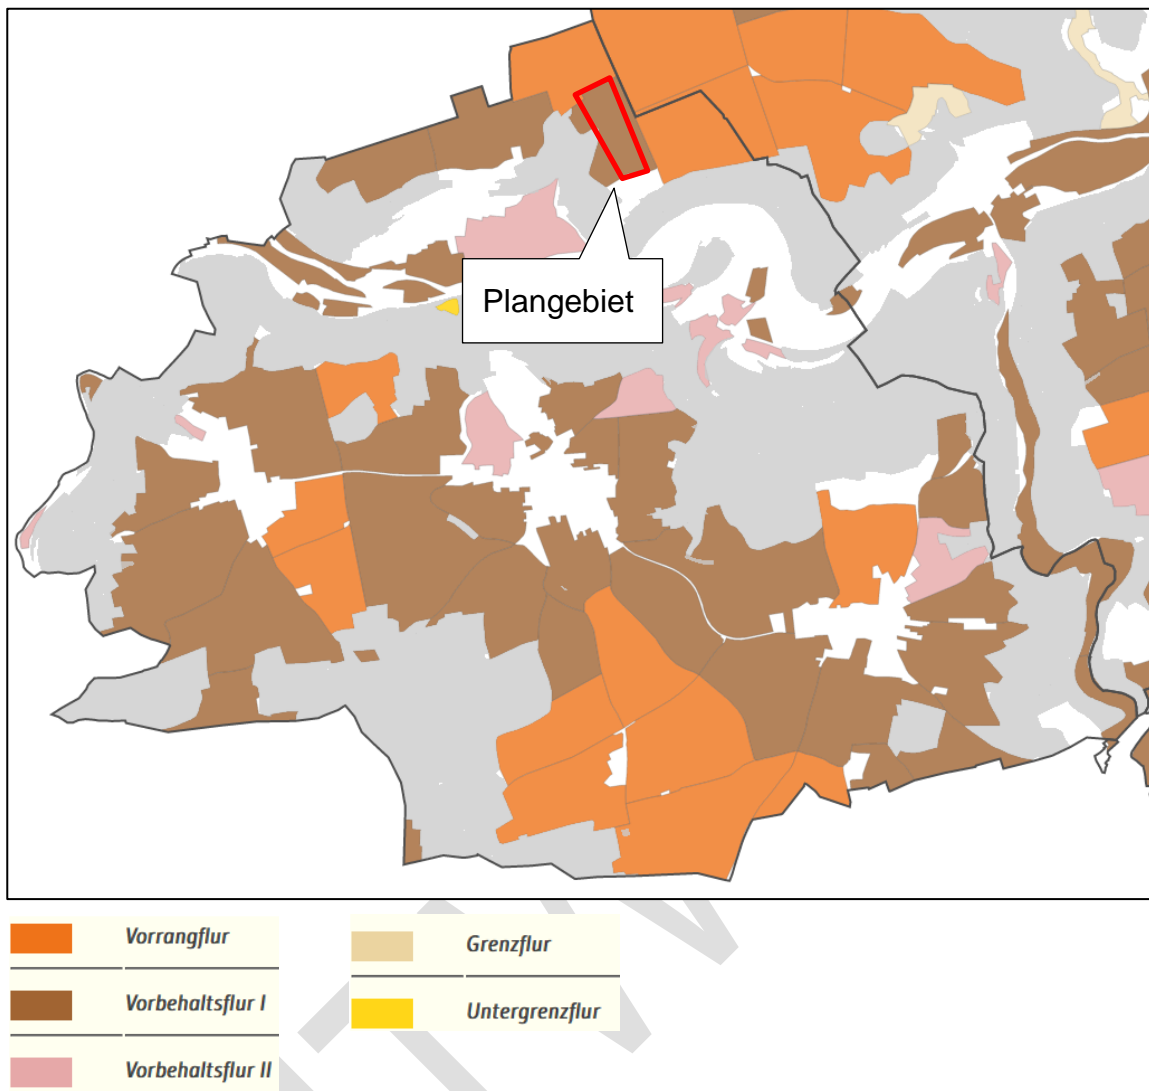 Plangebiet
Vorrangflur
Vorbehaltsflur I
Vorbehaltsflur II
Grenzflur
Untergrenzflur